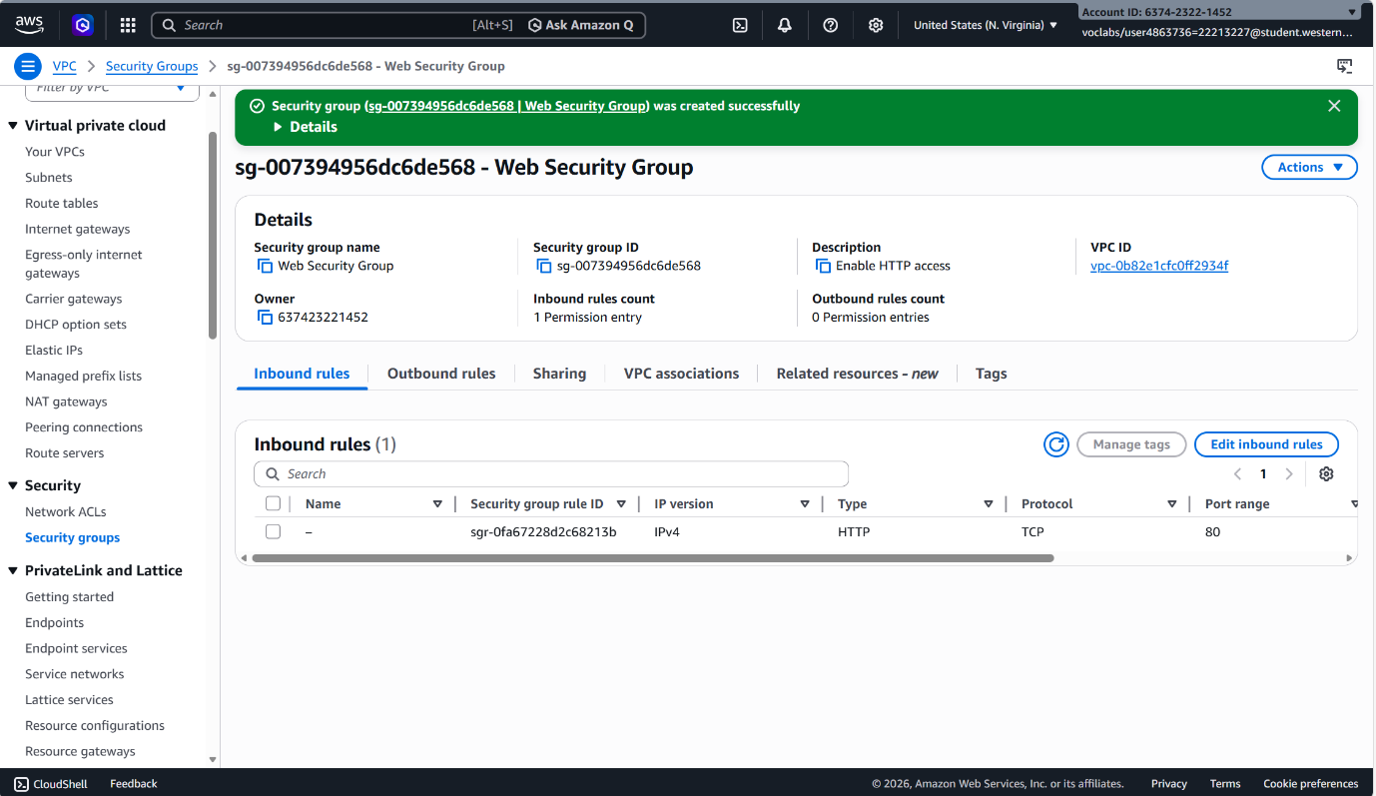 aws
Search [Alt+S] Ask Amazon Q
United States (N. Virginia)
Account ID: 6374-2322-1452
voclabs/user4863736=22213227@student.western...
VPC > Security Groups > sg-007394956dc6de568 - Web Security Group
Filter by VPC
Virtual private cloud
Your VPCs
Subnets
Route tables
Internet gateways
Egress-only internet
gateways
Carrier gateways
DHCP option sets
Elastic IPs
Managed prefix lists
NAT gateways
Peering connections
Route servers
Security
Network ACLs
Security groups
PrivateLink and Lattice
Getting started
Endpoints
Endpoint services
Service networks
Lattice services
Resource configurations
Resource gateways
Security group (sg-007394956dc6de568 | Web Security Group) was created successfully
Details
sg-007394956dc6de568 - Web Security Group
Actions
Details
Security group name
Web Security Group
Security group ID
sg-007394956dc6de568
Description
Enable HTTP access
VPC ID
vpc-0b82e1cfc0ff2934f
Owner
637423221452
Inbound rules count
1 Permission entry
Outbound rules count
0 Permission entries
Inbound rules Outbound rules Sharing VPC associations Related resources - new Tags
Inbound rules (1)
Manage tags Edit inbound rules
Search
1
Name Security group rule ID IP version Type Protocol Port range
– sgr-0fa67228d2c68213b IPv4 HTTP TCP 80
CloudShell Feedback © 2026, Amazon Web Services, Inc. or its affiliates. Privacy Terms Cookie preferences